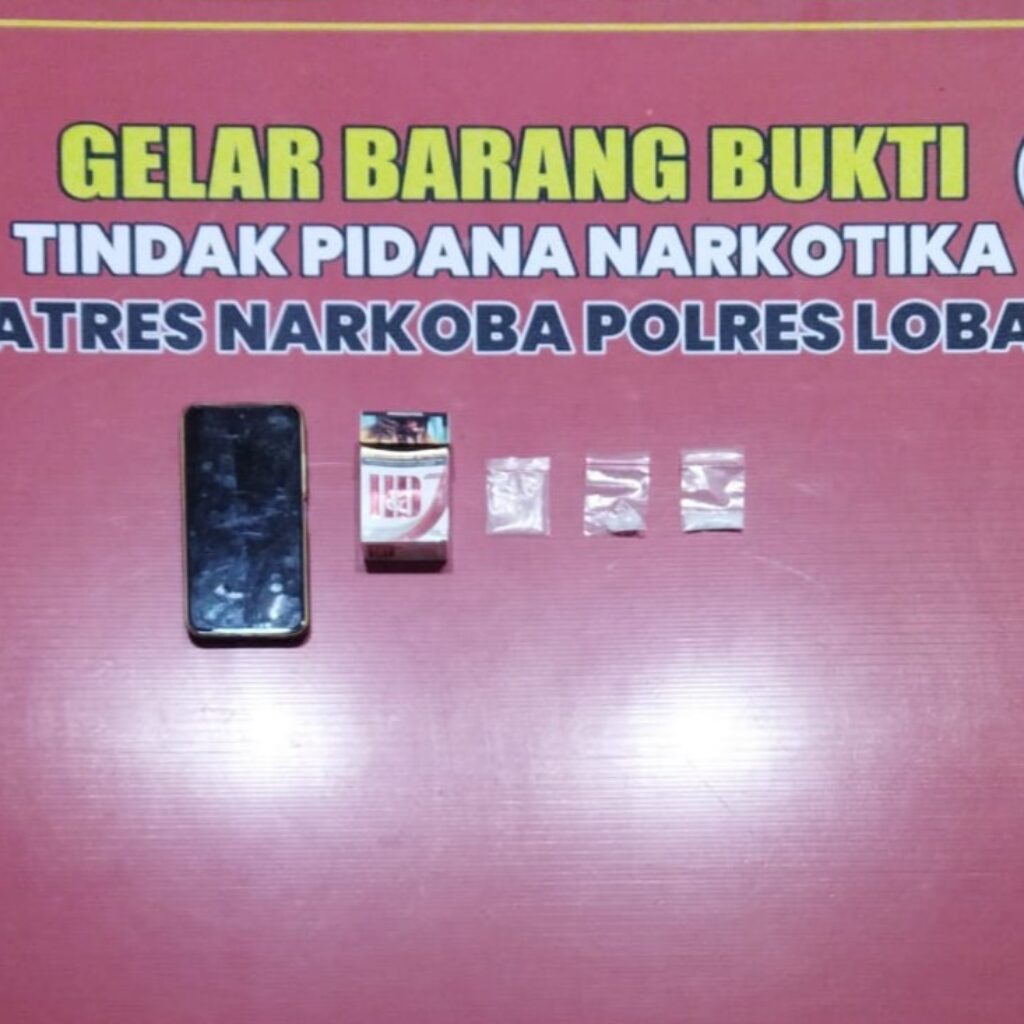 GELAR BARANG BUKTI
TINDAK PIDANA NARKOTIKA
ATRES NARKOBA POLRES LOBA